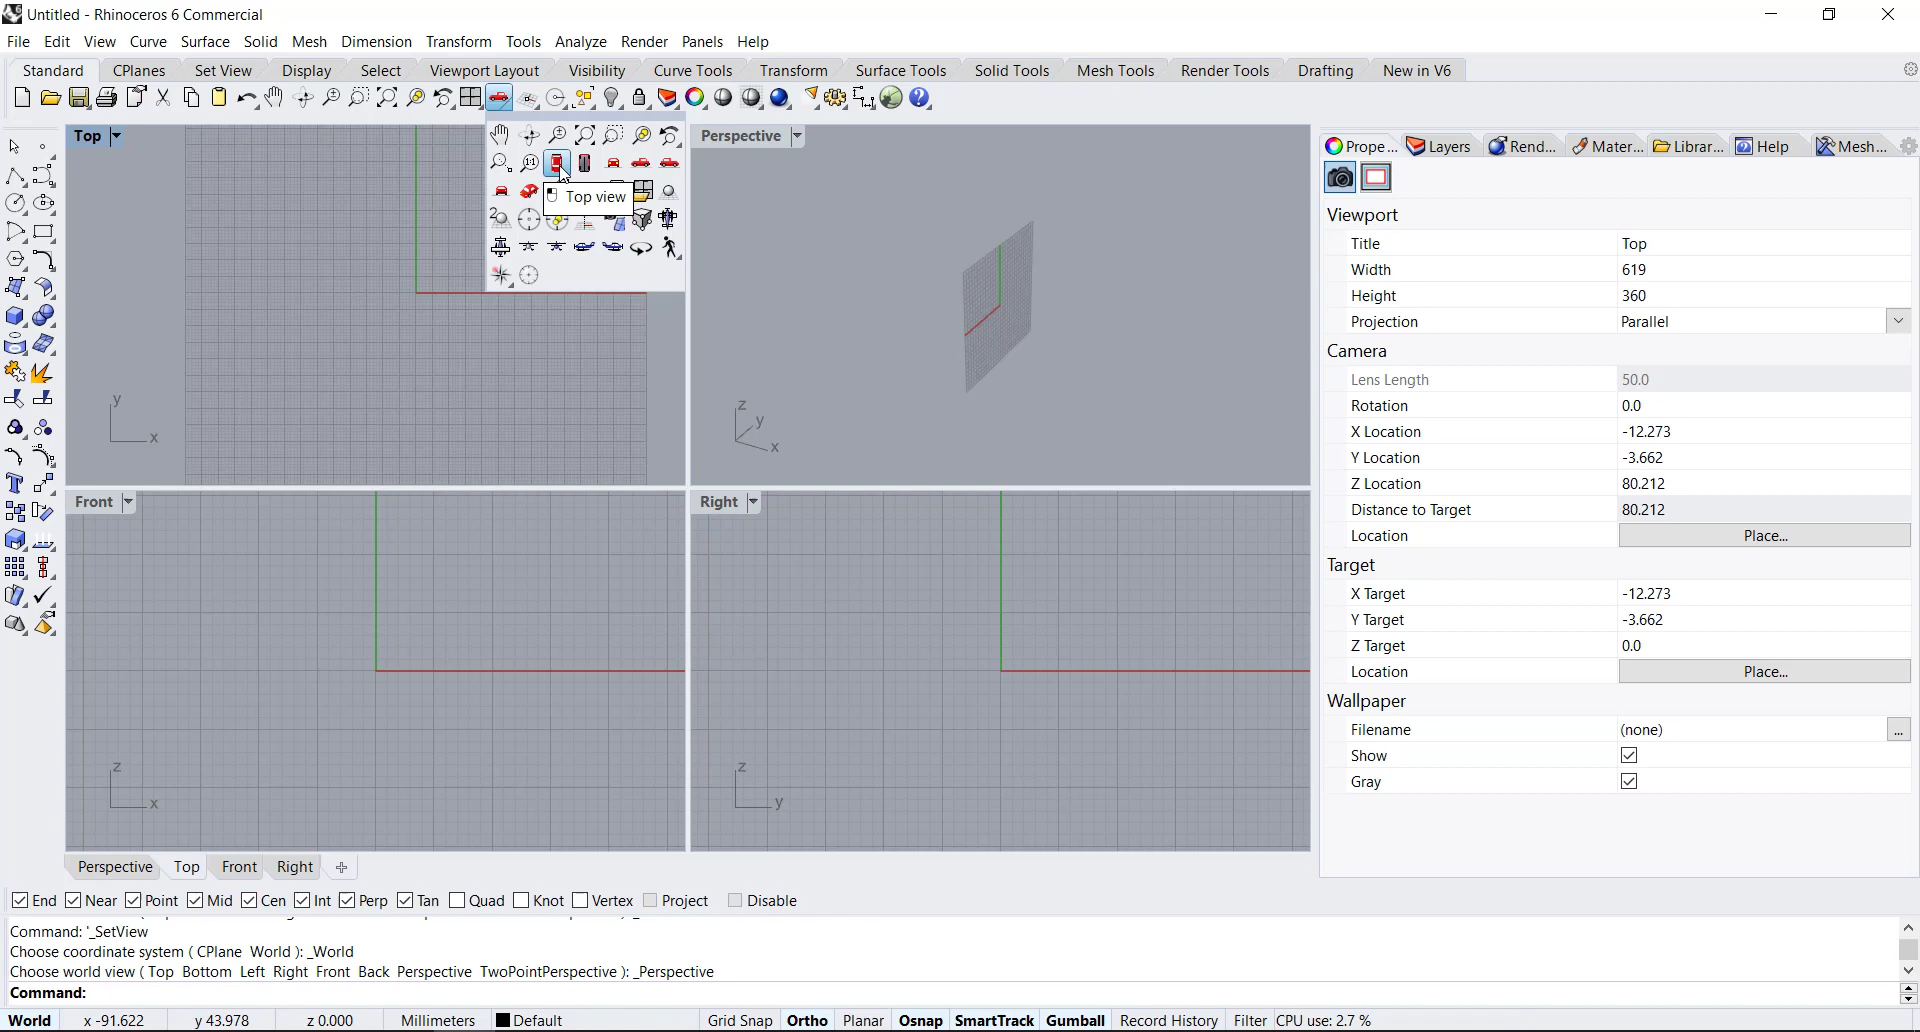 Untitled - Rhinoceros 6 Commercial
File Edit View Curve Surface Solid Mesh Dimension Transform Tools Analyze Render Panels Help
Standard CPlanes Set View Display Select Viewport Layout Visibility Curve Tools Transform Surface Tools Solid Tools Mesh Tools Render Tools Drafting New in V6
Top
Perspective
Prope... Layers Rend... Mater... Librar... Help Mesh...
1:1
Top view
2
y
x
z
y
x
Viewport
Title Top
Width 619
Height 360
Projection Parallel
Camera
Lens Length 50.0
Rotation 0.0
X Location -12.273
Y Location -3.662
Z Location 80.212
Distance to Target 80.212
Location Place...
Target
X Target -12.273
Y Target -3.662
Z Target 0.0
Location Place...
Wallpaper
Filename (none) ...
Show
Gray
Front
Right
z
x
z
y
Perspective Top Front Right
End Near Point Mid Cen Int Perp Tan Quad Knot Vertex Project Disable
Command: '_SetView
Choose coordinate system ( CPlane World ): _World
Choose world view ( Top Bottom Left Right Front Back Perspective TwoPointPerspective ): _Perspective
Command:
World x -91.622 y 43.978 z 0.000 Millimeters Default Grid Snap Ortho Planar Osnap SmartTrack Gumball Record History Filter CPU use: 2.7 %